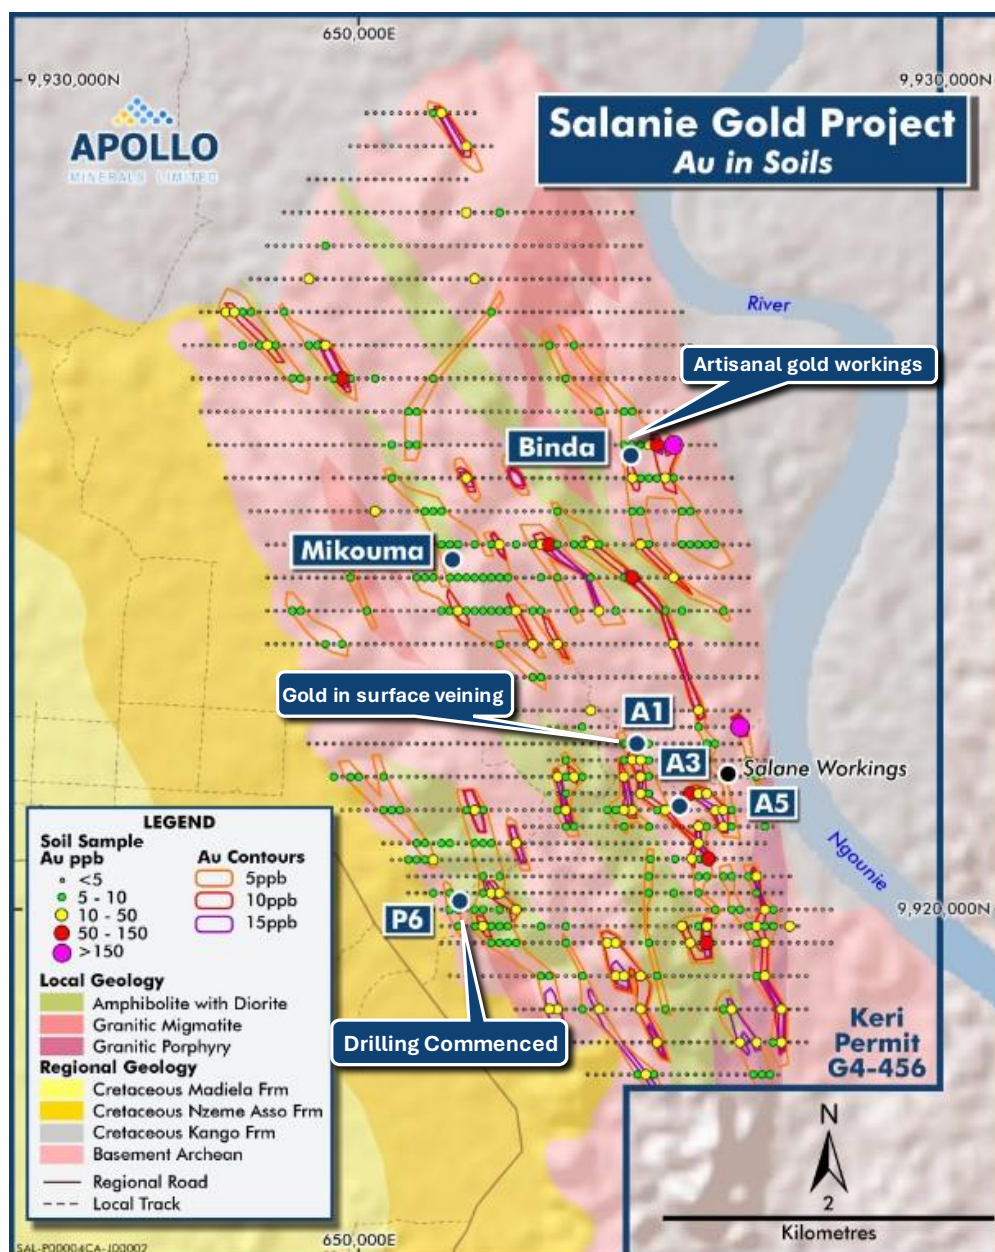 650,000E
9,930,000N
9,930,000N
APOLLO
MINERALS LIMITED
Salanie Gold Project
Au in Soils
River
Artisanal gold workings
Binda
Mikouma
Gold in surface veining
A1
A3
Salane Workings
A5
Ngounie
P6
9,920,000N
Drilling Commenced
Keri
Permit
G4-456
LEGEND
Soil Sample
Au ppb
<5
5 - 10
10 - 50
50 - 150
>150
Au Contours
5ppb
10ppb
15ppb
Local Geology
Amphibolite with Diorite
Granitic Migmatite
Granitic Porphyry
Regional Geology
Cretaceous Madiela Frm
Cretaceous Nzeme Asso Frm
Cretaceous Kango Frm
Basement Archean
Regional Road
Local Track
N
2
Kilometres
650,000E
SAL-P00004CA-J00002